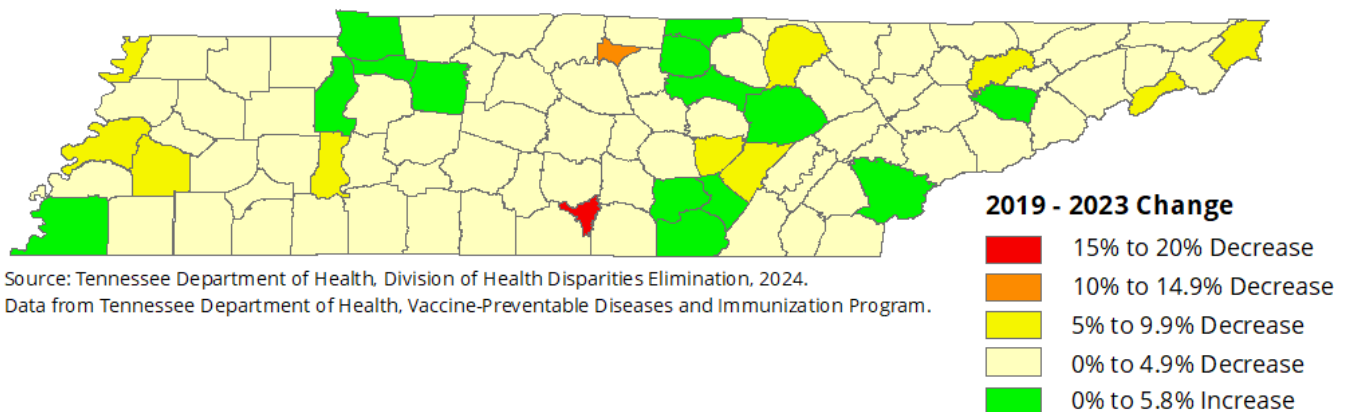 2019 - 2023 Change
15% to 20% Decrease
10% to 14.9% Decrease
5% to 9.9% Decrease
0% to 4.9% Decrease
0% to 5.8% Increase
Source: Tennessee Department of Health, Division of Health Disparities Elimination, 2024.
Data from Tennessee Department of Health, Vaccine-Preventable Diseases and Immunization Program.